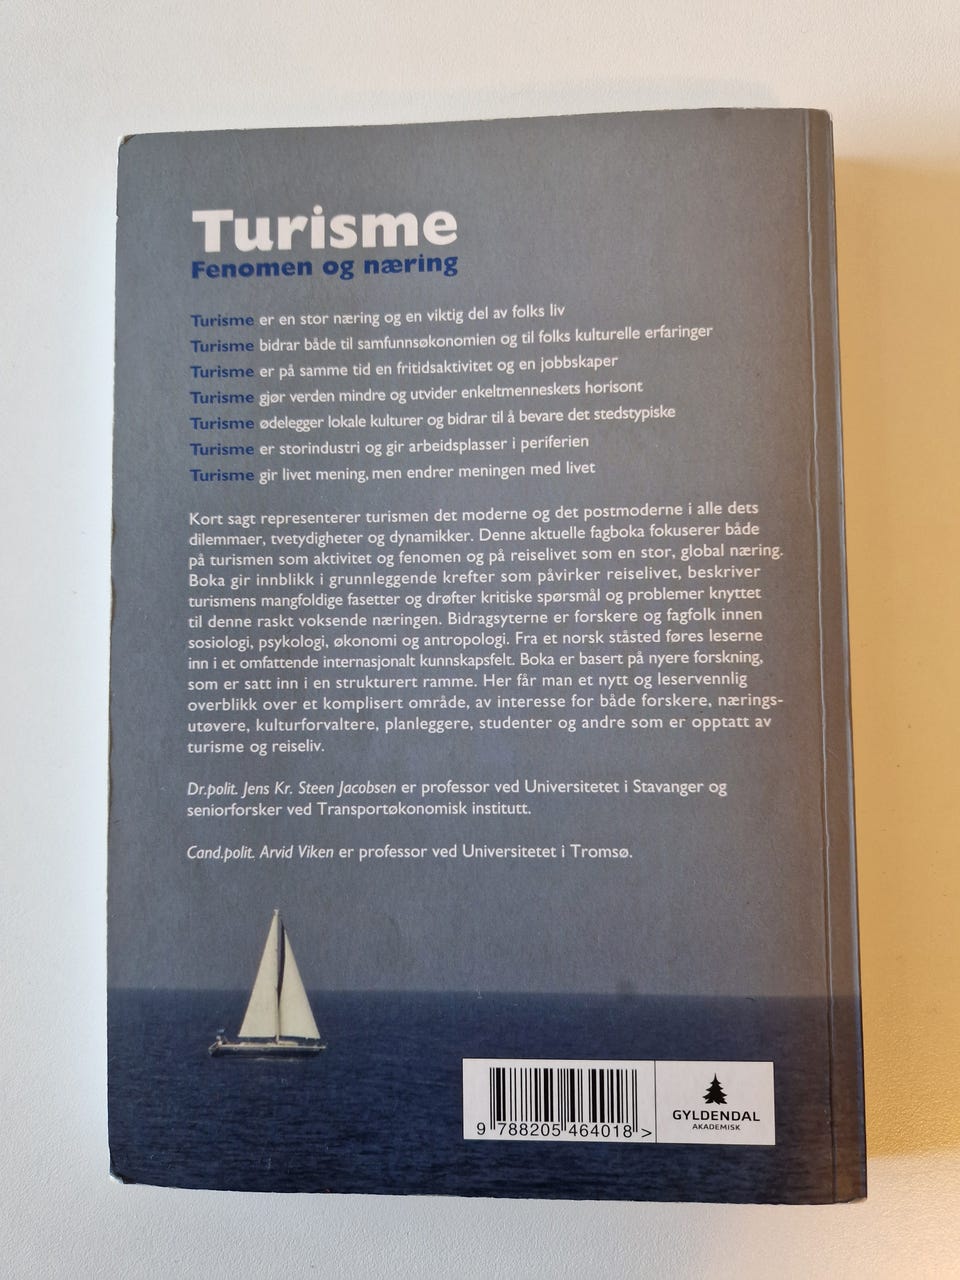 Turisme
Fenomen og næring
Turisme er en stor næring og en viktig del av folks liv
Turisme bidrar både til samfunnsøkonomien og til folks kulturelle erfaringer
Turisme er på samme tid en fritidsaktivitet og en jobbskaper
Turisme gjør verden mindre og utvider enkeltmenneskets horisont
Turisme ødelegger lokale kulturer og bidrar til å bevare det stedstypiske
Turisme er storindustri og gir arbeidsplasser i periferien
Turisme gir livet mening, men endrer meningen med livet
Kort sagt representerer turismen det moderne og det postmoderne i alle dets
dilemmaer, tvetydigheter og dynamikker. Denne aktuelle fagboka fokuserer både
på turismen som aktivitet og fenomen og på reiselivet som en stor, global næring.
Boka gir innblikk i grunnleggende krefter som påvirker reiselivet, beskriver
turismens mangfoldige fasetter og drøfter kritiske spørsmål og problemer knyttet
til denne raskt voksende næringen. Bidragsyterne er forskere og fagfolk innen
sosiologi, psykologi, økonomi og antropologi. Fra et norsk ståsted føres leserne
inn i et omfattende internasjonalt kunnskapsfelt. Boka er basert på nyere forskning,
som er satt inn i en strukturert ramme. Her får man et nytt og leservennlig
overblikk over et komplisert område, av interesse for både forskere, nærings-
utøvere, kulturforvaltere, planleggere, studenter og andre som er opptatt av
turisme og reiseliv.
Dr.polit. Jens Kr. Steen Jacobsen er professor ved Universitetet i Stavanger og
seniorforsker ved Transportøkonomisk institutt.
Cand.polit. Arvid Viken er professor ved Universitetet i Tromsø.
9 788205 464018 >
GYLDENDAL
AKADEMISK